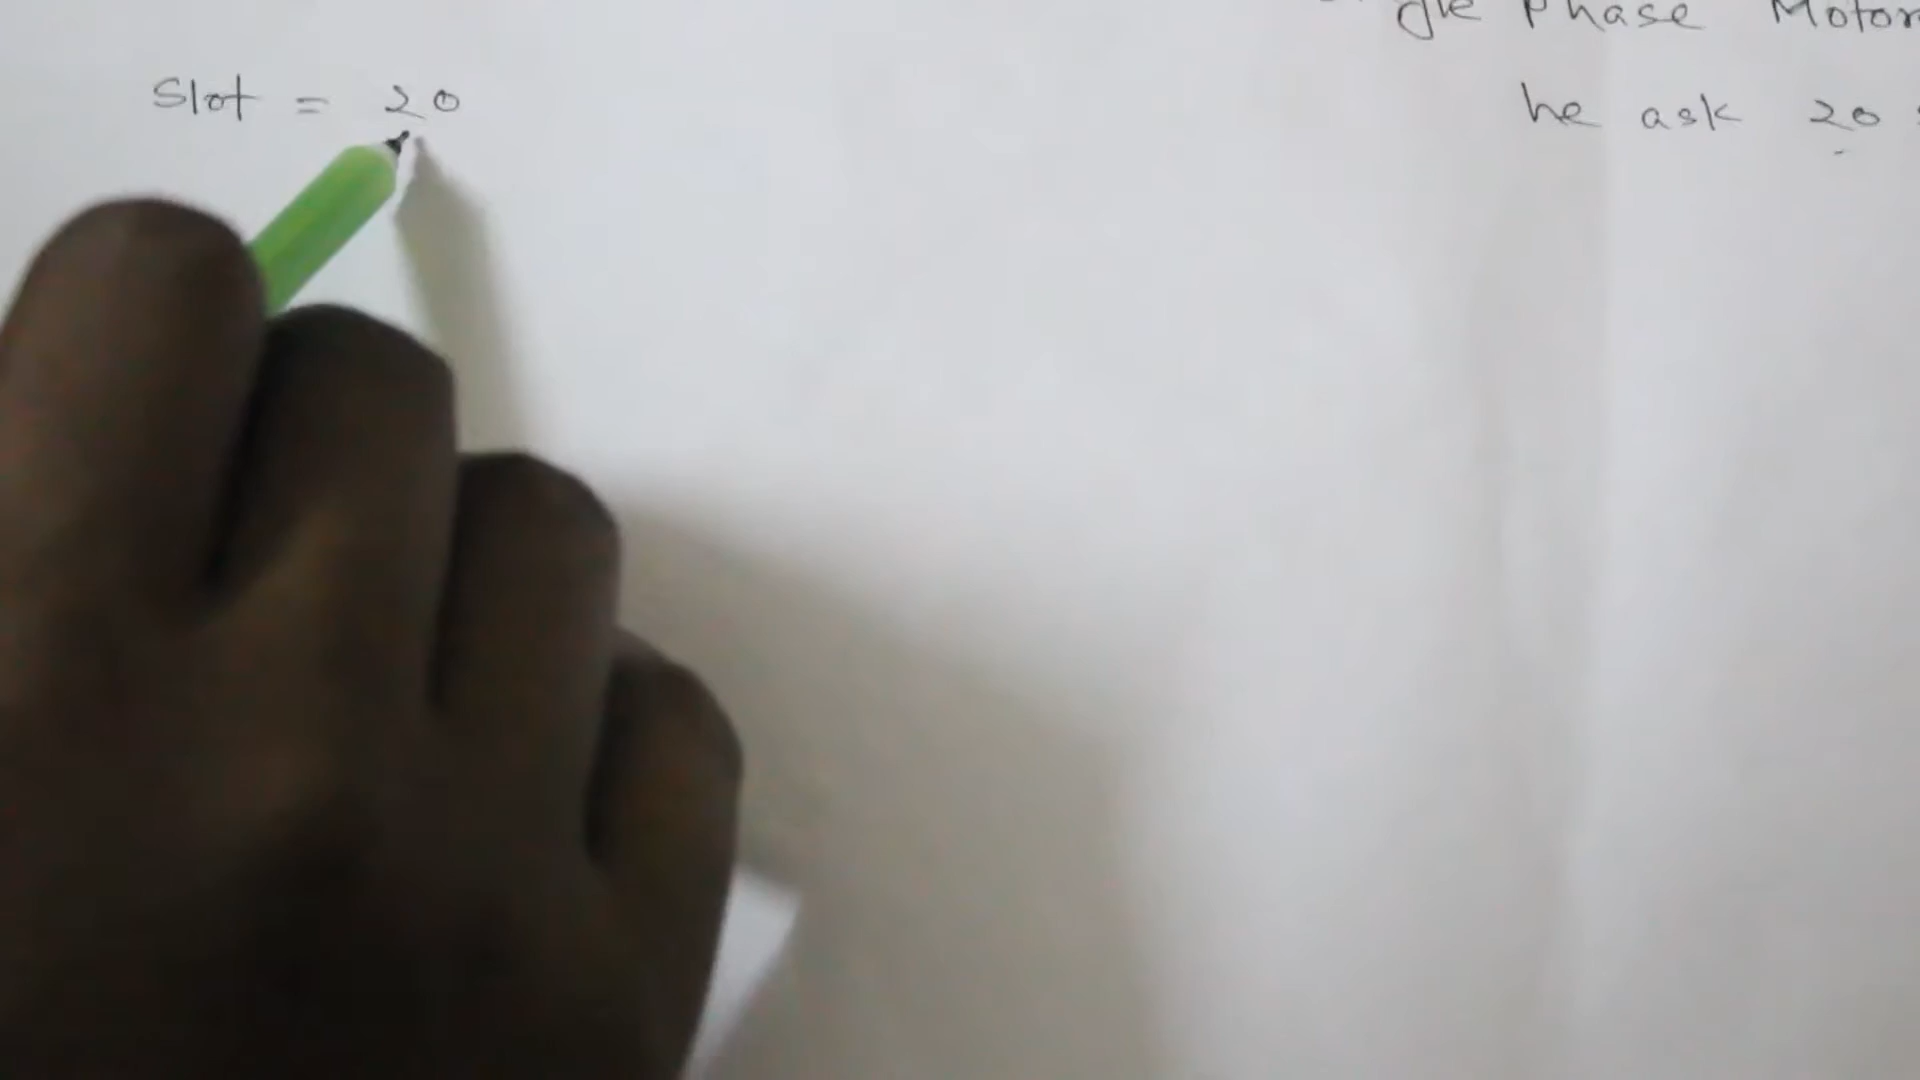 Phase Motor
Slot = 20
he ask 20